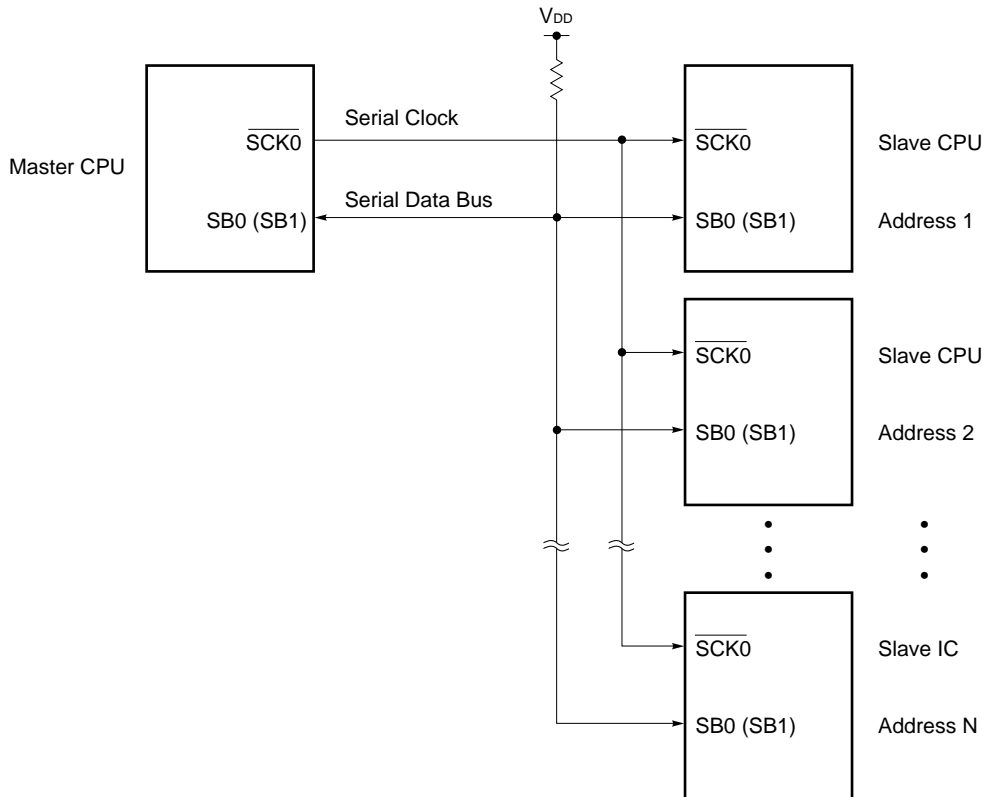 VDD
Master CPU
SCK0
SB0 (SB1)
Serial Clock
Serial Data Bus
SCK0
SB0 (SB1)
Slave CPU
Address 1
SCK0
SB0 (SB1)
Slave CPU
Address 2
SCK0
SB0 (SB1)
Slave IC
Address N